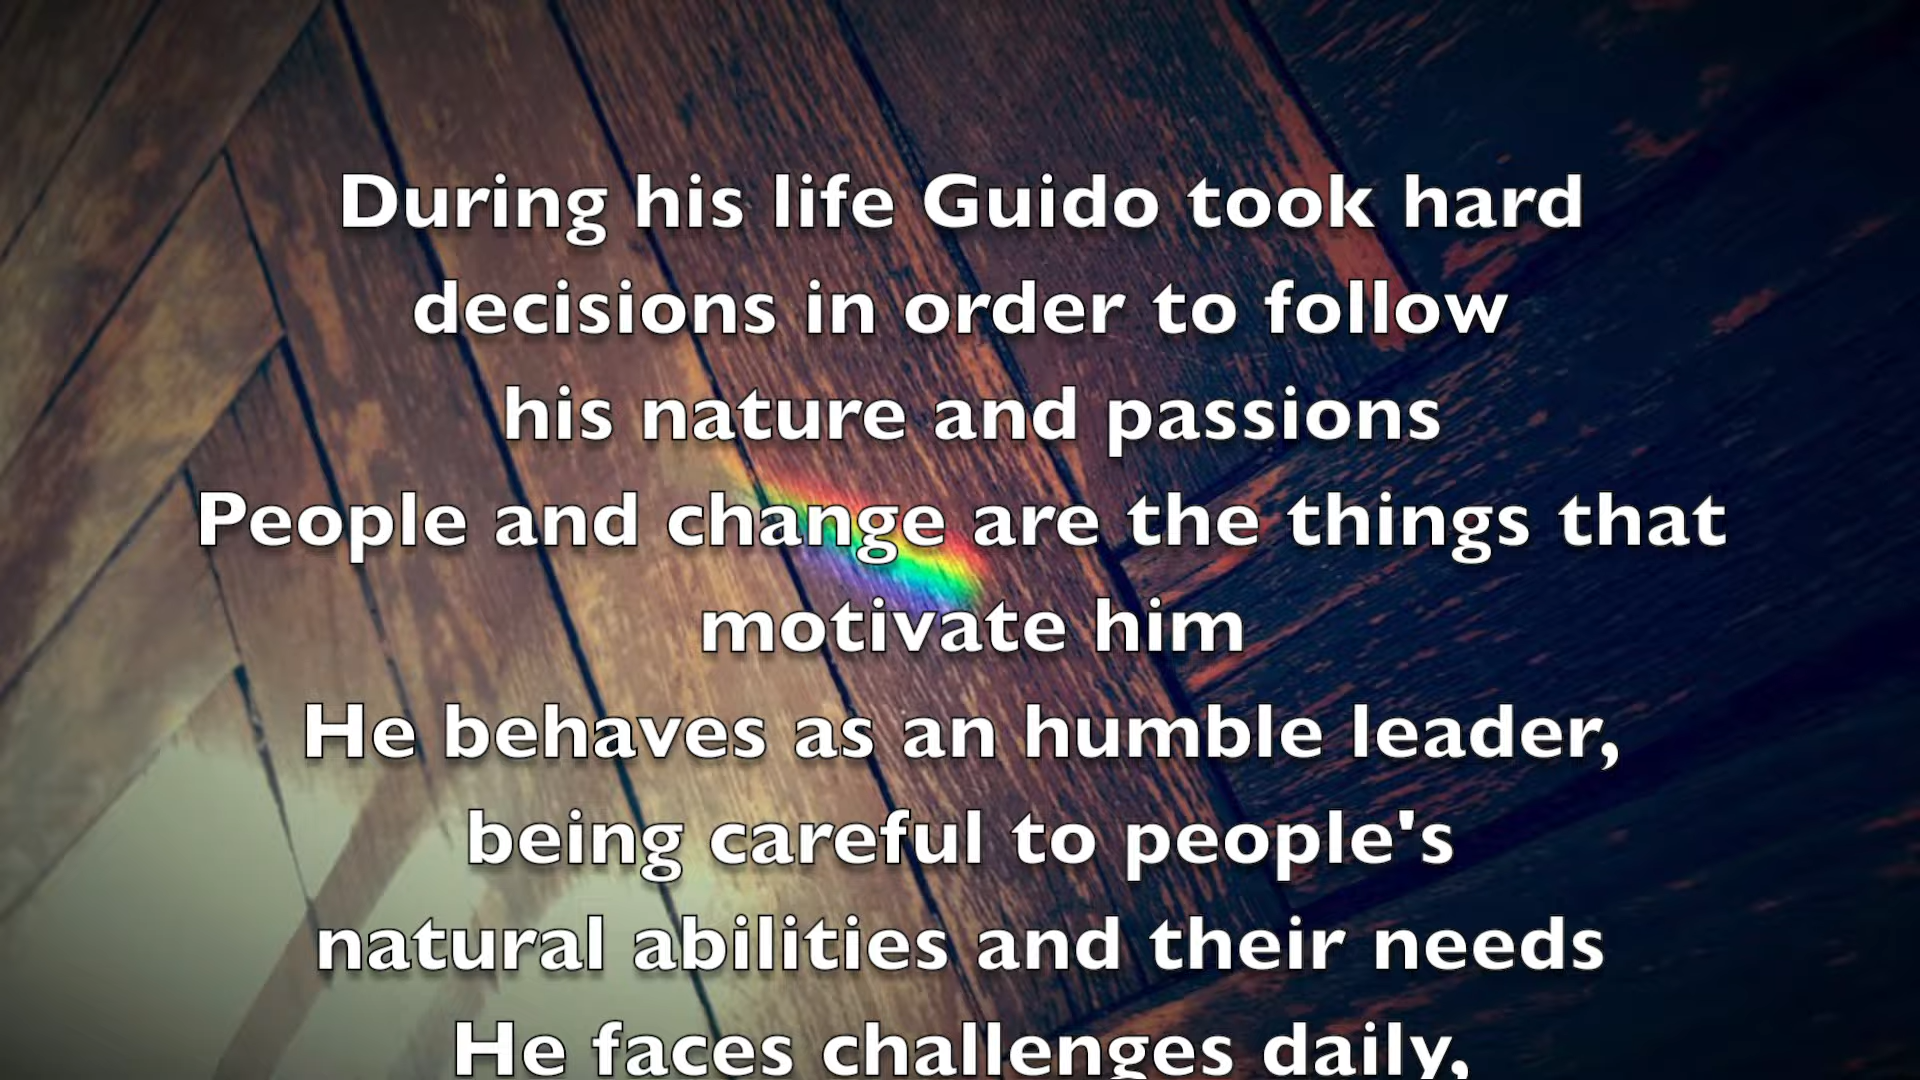 During his life Guido took hard
decisions in order to follow
his nature and passions
People and change are the things that
motivate him
He behaves as an humble leader,
being careful to people's
natural abilities and their needs
He faces challenges daily,